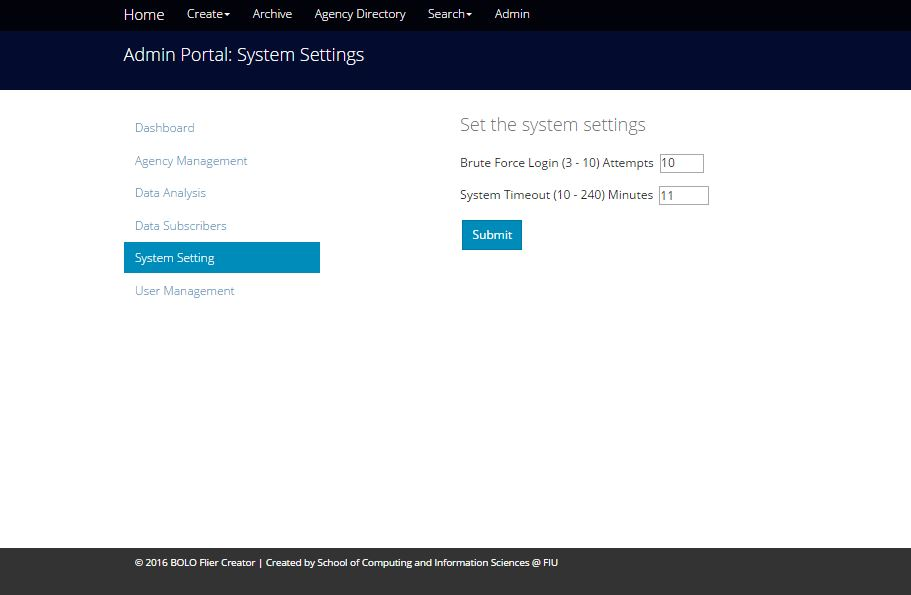 Home Create Archive Agency Directory Search Admin
Admin Portal: System Settings
Dashboard
Agency Management
Data Analysis
Data Subscribers
System Setting
User Management
Set the system settings
Brute Force Login (3 - 10) Attempts 10
System Timeout (10 - 240) Minutes 11
Submit
© 2016 BOLO Flier Creator | Created by School of Computing and Information Sciences @ FIU